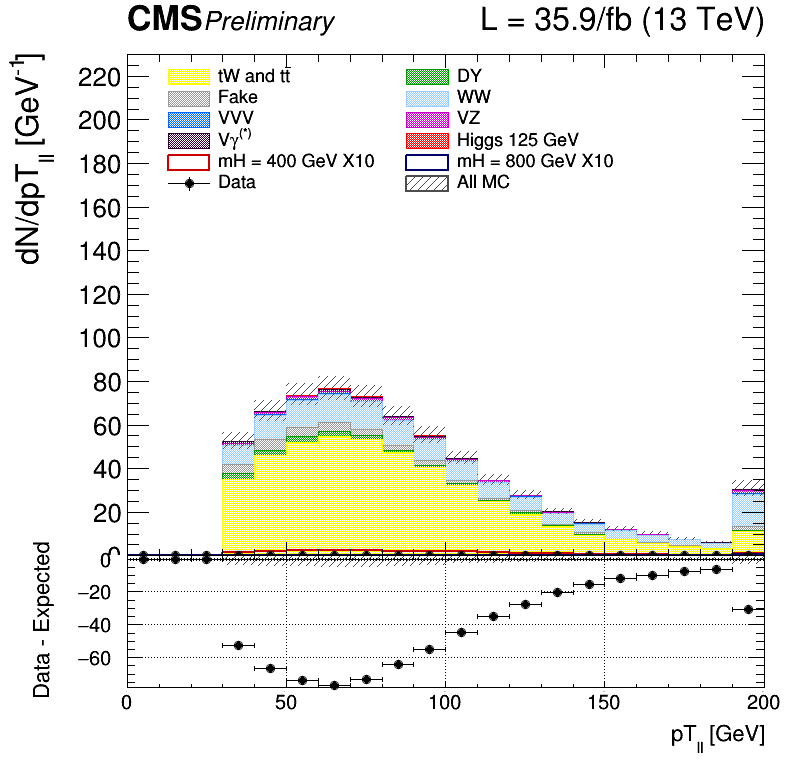 CMS Preliminary L = 35.9/fb (13 TeV)
dN/dpT_ll [GeV^-1]
220
200
180
160
140
120
100
80
60
40
20
0
tW and tt̄
DY
Fake
WW
VVV
VZ
Vγ(*)
Higgs 125 GeV
mH = 400 GeV X10
mH = 800 GeV X10
Data
All MC
Data - Expected
0
−20
−40
−60
0 50 100 150 200
pT_ll [GeV]